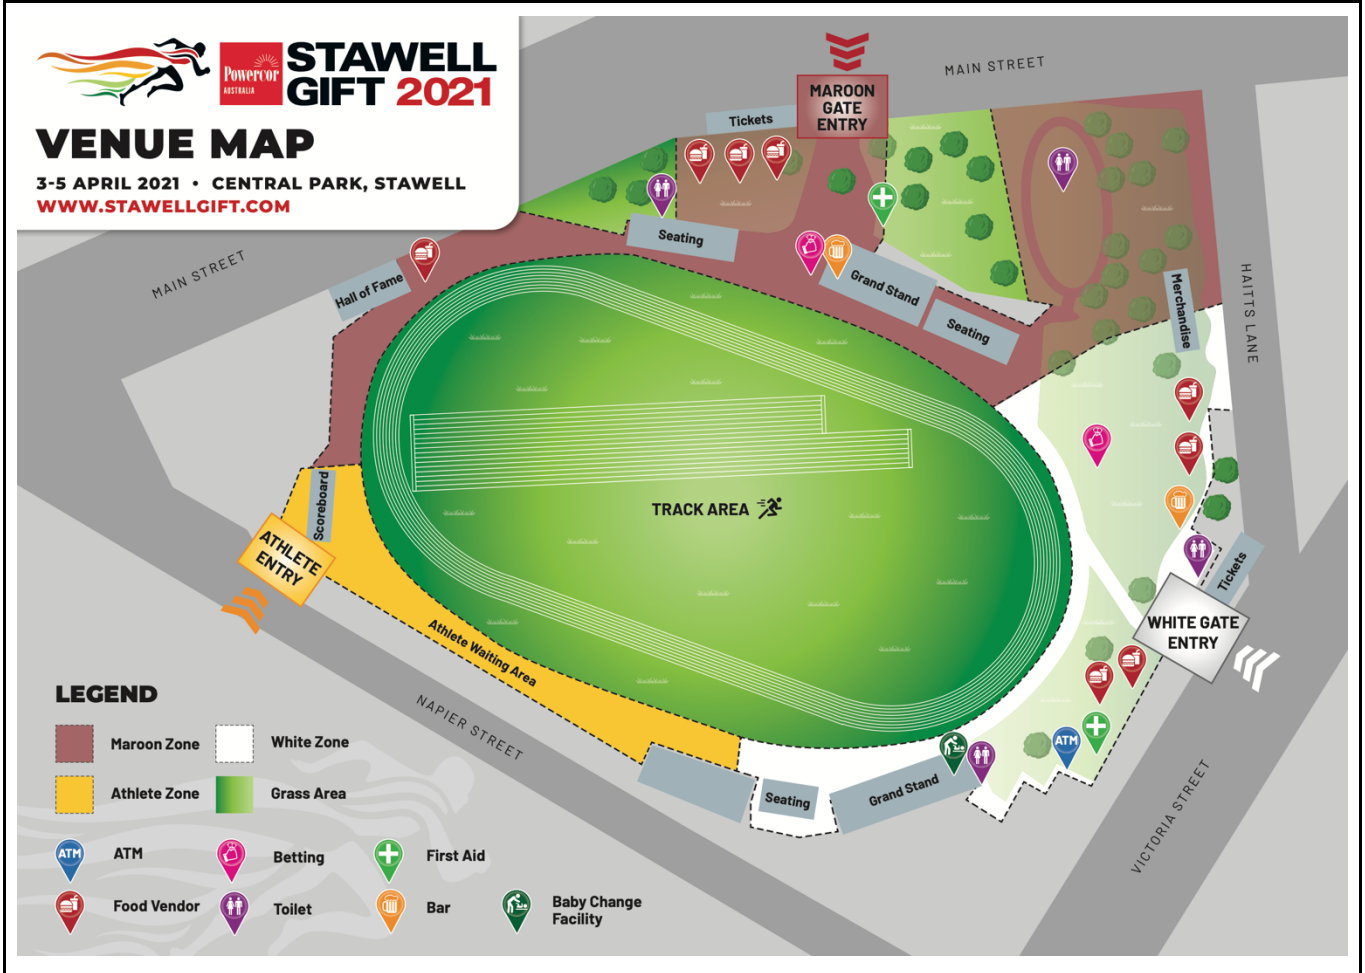 Powercor
AUSTRALIA
STAWELL
GIFT 2021
VENUE MAP
3-5 APRIL 2021 • CENTRAL PARK, STAWELL
WWW.STAWELLGIFT.COM
MAIN STREET
MAROON
GATE
ENTRY
Tickets
MAIN STREET
Seating
Hall of Fame
Grand Stand
Seating
Merchandise
HAITTS LANE
Scoreboard
ATHLETE
ENTRY
TRACK AREA
Tickets
WHITE GATE
ENTRY
Athlete Waiting Area
NAPIER STREET
ATM
Seating
Grand Stand
VICTORIA STREET
LEGEND
Maroon Zone
White Zone
Athlete Zone
Grass Area
ATM
ATM
Betting
First Aid
Food Vendor
Toilet
Bar
Baby Change
Facility